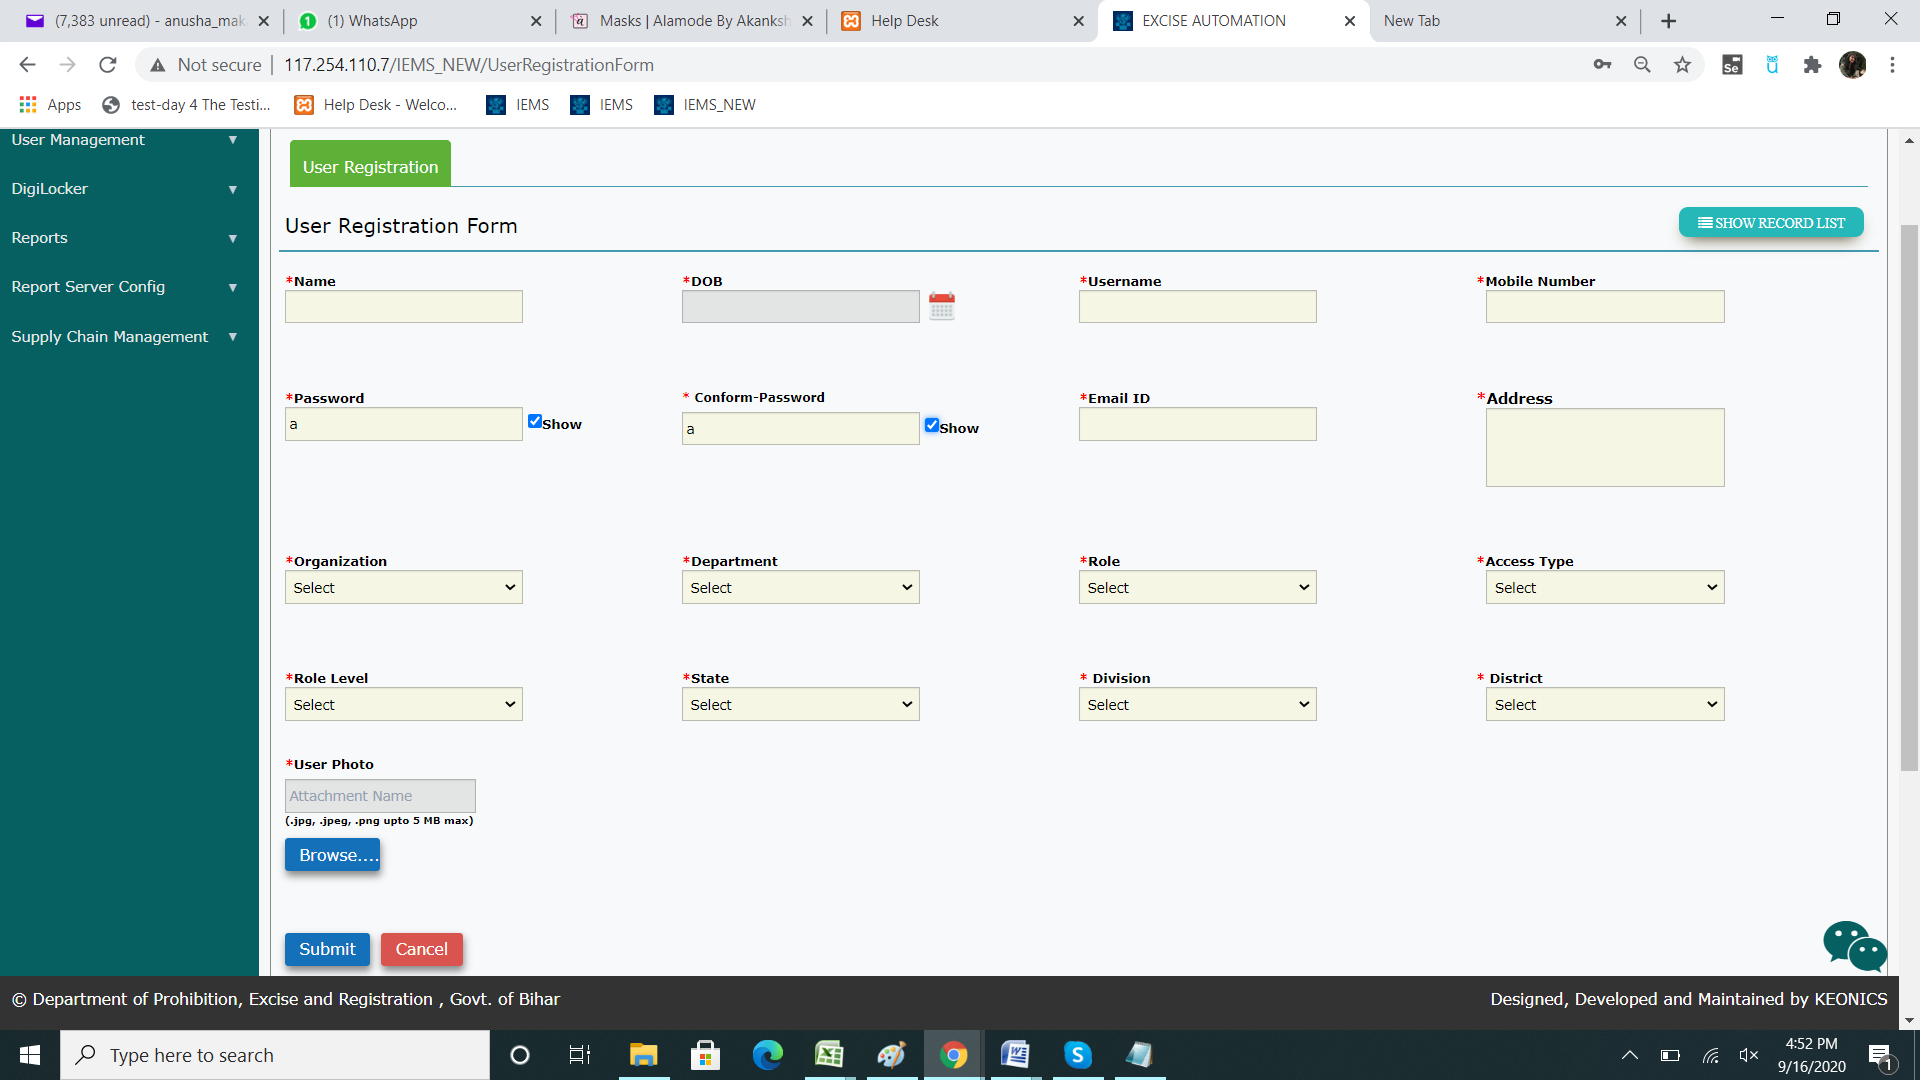 (7,383 unread) - anusha_mak
(1) WhatsApp
Masks | Alamode By Akanksh
Help Desk
EXCISE AUTOMATION
New Tab
Not secure | 117.254.110.7/IEMS_NEW/UserRegistrationForm
Apps
test-day 4 The Testi...
Help Desk - Welco...
IEMS
IEMS
IEMS_NEW
User Management
DigiLocker
Reports
Report Server Config
Supply Chain Management
User Registration
User Registration Form
SHOW RECORD LIST
*Name
*DOB
*Username
*Mobile Number
*Password
* Conform-Password
*Email ID
*Address
a
Show
a
Show
*Organization
*Department
*Role
*Access Type
Select
Select
Select
Select
*Role Level
*State
* Division
* District
Select
Select
Select
Select
*User Photo
Attachment Name
(.jpg, .jpeg, .png upto 5 MB max)
Browse....
Submit
Cancel
© Department of Prohibition, Excise and Registration , Govt. of Bihar
Designed, Developed and Maintained by KEONICS
Type here to search
4:52 PM
9/16/2020
1